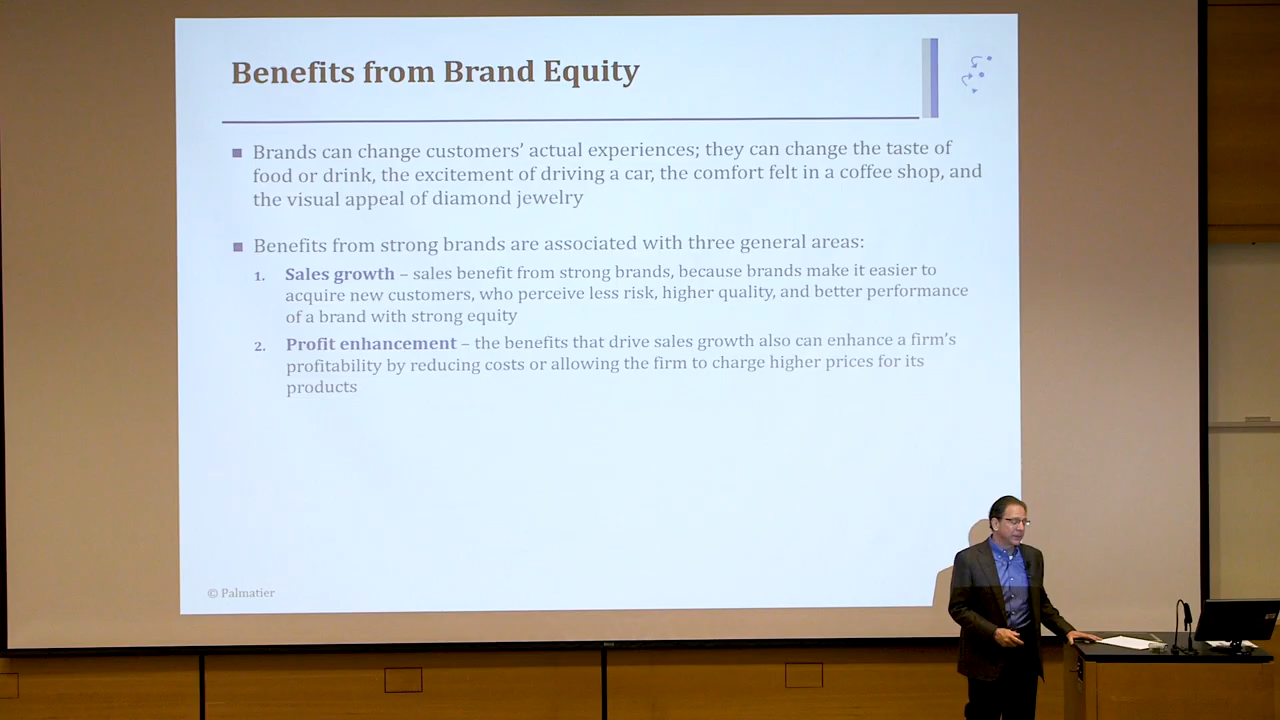 Benefits from Brand Equity
■ Brands can change customers’ actual experiences; they can change the taste of
food or drink, the excitement of driving a car, the comfort felt in a coffee shop, and
the visual appeal of diamond jewelry
■ Benefits from strong brands are associated with three general areas:
1. Sales growth – sales benefit from strong brands, because brands make it easier to
acquire new customers, who perceive less risk, higher quality, and better performance
of a brand with strong equity
2. Profit enhancement – the benefits that drive sales growth also can enhance a firm’s
profitability by reducing costs or allowing the firm to charge higher prices for its
products
© Palmatier